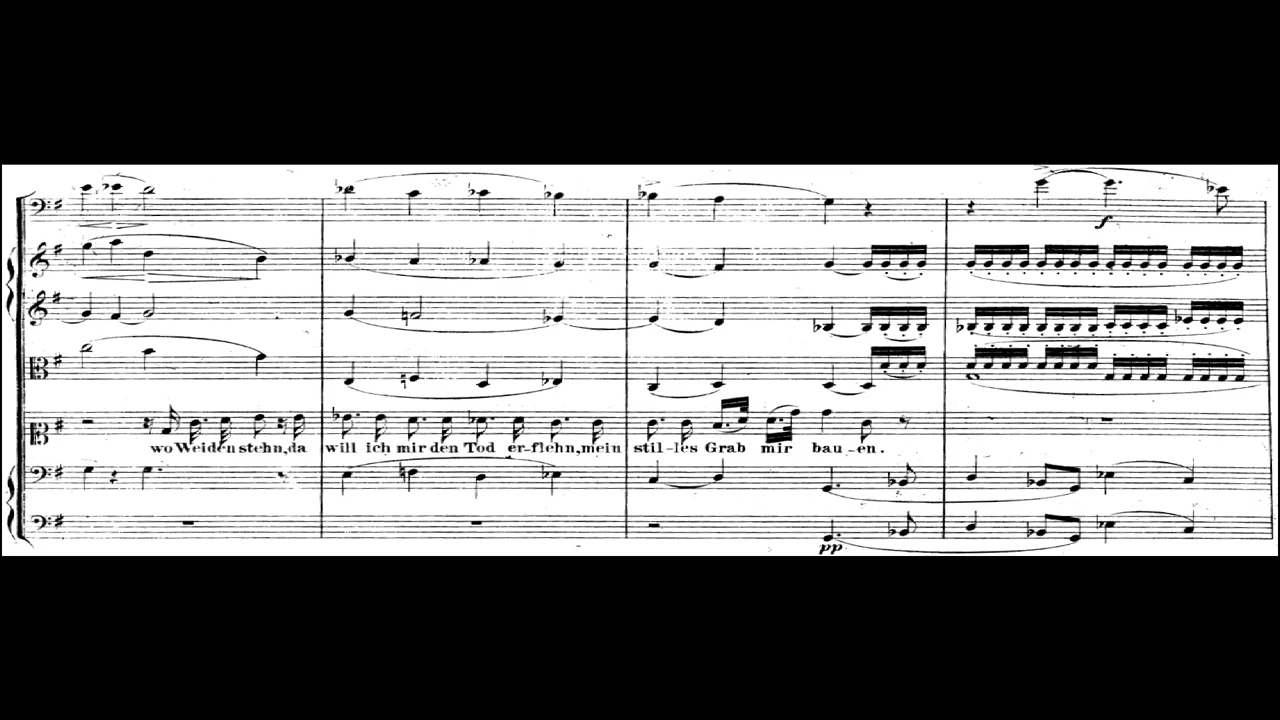 f
wo Weiden stehn, da will ich mir den Tod er-flehn, mein stil-les Grab mir bau-en.
pp